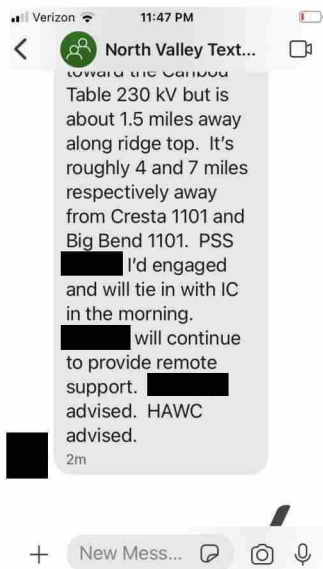 Verizon 11:47 PM
North Valley Text...
toward the Caribou
Table 230 kV but is
about 1.5 miles away
along ridge top. It's
roughly 4 and 7 miles
respectively away
from Cresta 1101 and
Big Bend 1101. PSS
I'd engaged
and will tie in with IC
in the morning.
will continue
to provide remote
support.
advised. HAWC
advised.
2m
New Mess...